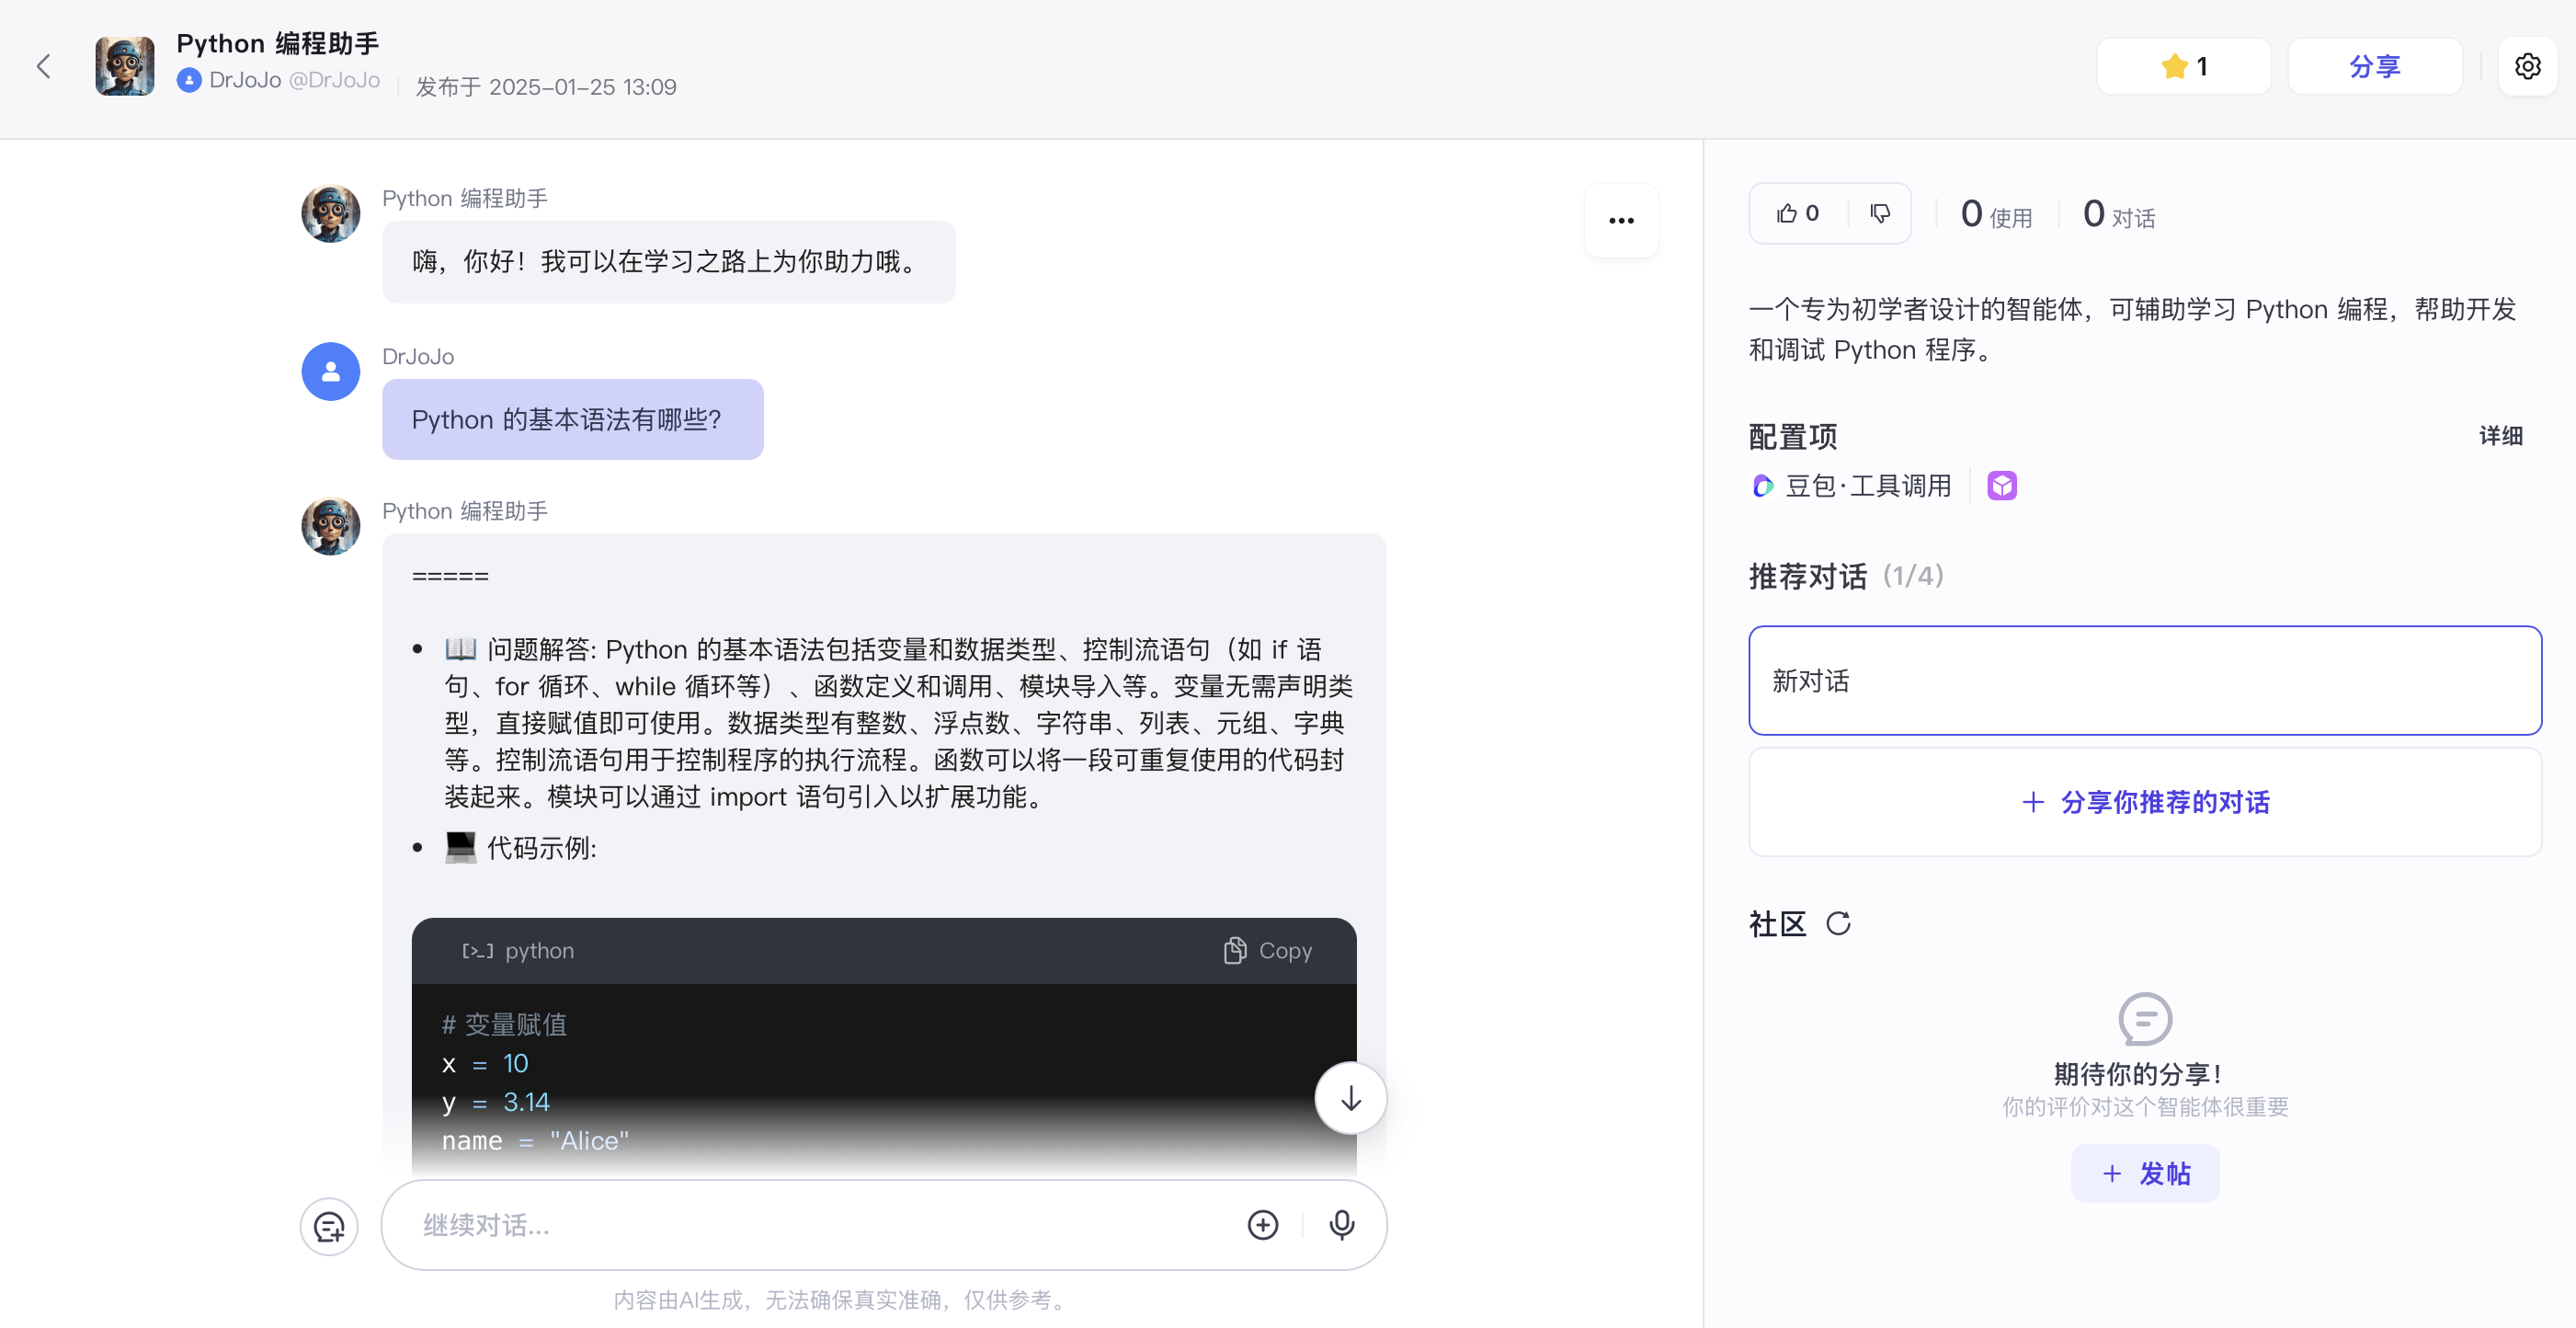 Python 编程助手
DrJoJo @DrJoJo
发布于 2025-01-25 13:09
1
分享
Python 编程助手
嗨，你好！我可以在学习之路上为你助力哦。
DrJoJo
Python 的基本语法有哪些？
Python 编程助手
=====
📖 问题解答: Python 的基本语法包括变量和数据类型、控制流语句（如 if 语
句、for 循环、while 循环等）、函数定义和调用、模块导入等。变量无需声明类
型，直接赋值即可使用。数据类型有整数、浮点数、字符串、列表、元组、字典
等。控制流语句用于控制程序的执行流程。函数可以将一段可重复使用的代码封
装起来。模块可以通过 import 语句引入以扩展功能。
💻 代码示例:
[>_] python
Copy
# 变量赋值
x = 10
y = 3.14
name = "Alice"
继续对话...
内容由AI生成，无法确保真实准确，仅供参考。
0
0 使用
0 对话
一个专为初学者设计的智能体，可辅助学习 Python 编程，帮助开发
和调试 Python 程序。
配置项
详细
豆包·工具调用
推荐对话 (1/4)
新对话
+ 分享你推荐的对话
社区
期待你的分享！
你的评价对这个智能体很重要
+ 发帖